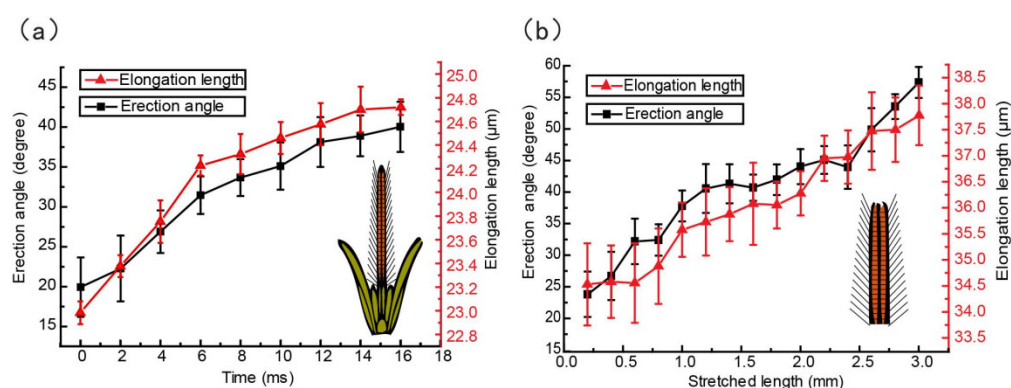 (a)
Elongation length
Erection angle
Erection angle (degree)
45
40
35
30
25
20
15
25.0
24.8
24.6
24.4
24.2
24.0
23.8
23.6
23.4
23.2
23.0
22.8
Elongation length (μm)
0 2 4 6 8 10 12 14 16 18
Time (ms)
(b)
Elongation length
Erection angle
Erection angle (degree)
60
55
50
45
40
35
30
25
20
15
38.5
38.0
37.5
37.0
36.5
36.0
35.5
35.0
34.5
34.0
33.5
Elongation length (μm)
0.0 0.5 1.0 1.5 2.0 2.5 3.0
Stretched length (mm)